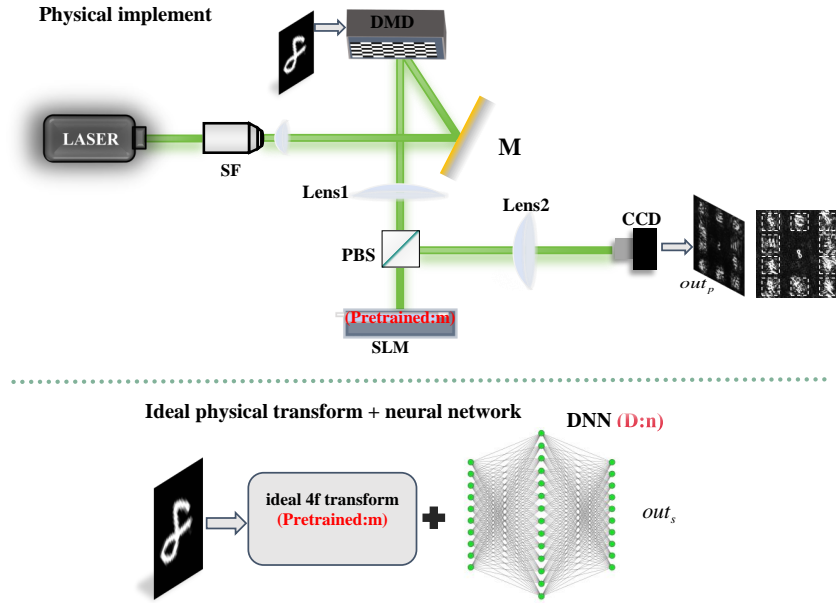 Physical implement
DMD
LASER
SF
M
Lens1
Lens2
CCD
PBS
out_p
(Pretrained:m)
SLM
Ideal physical transform + neural network
DNN (D:n)
ideal 4f transform
(Pretrained:m)
out_s